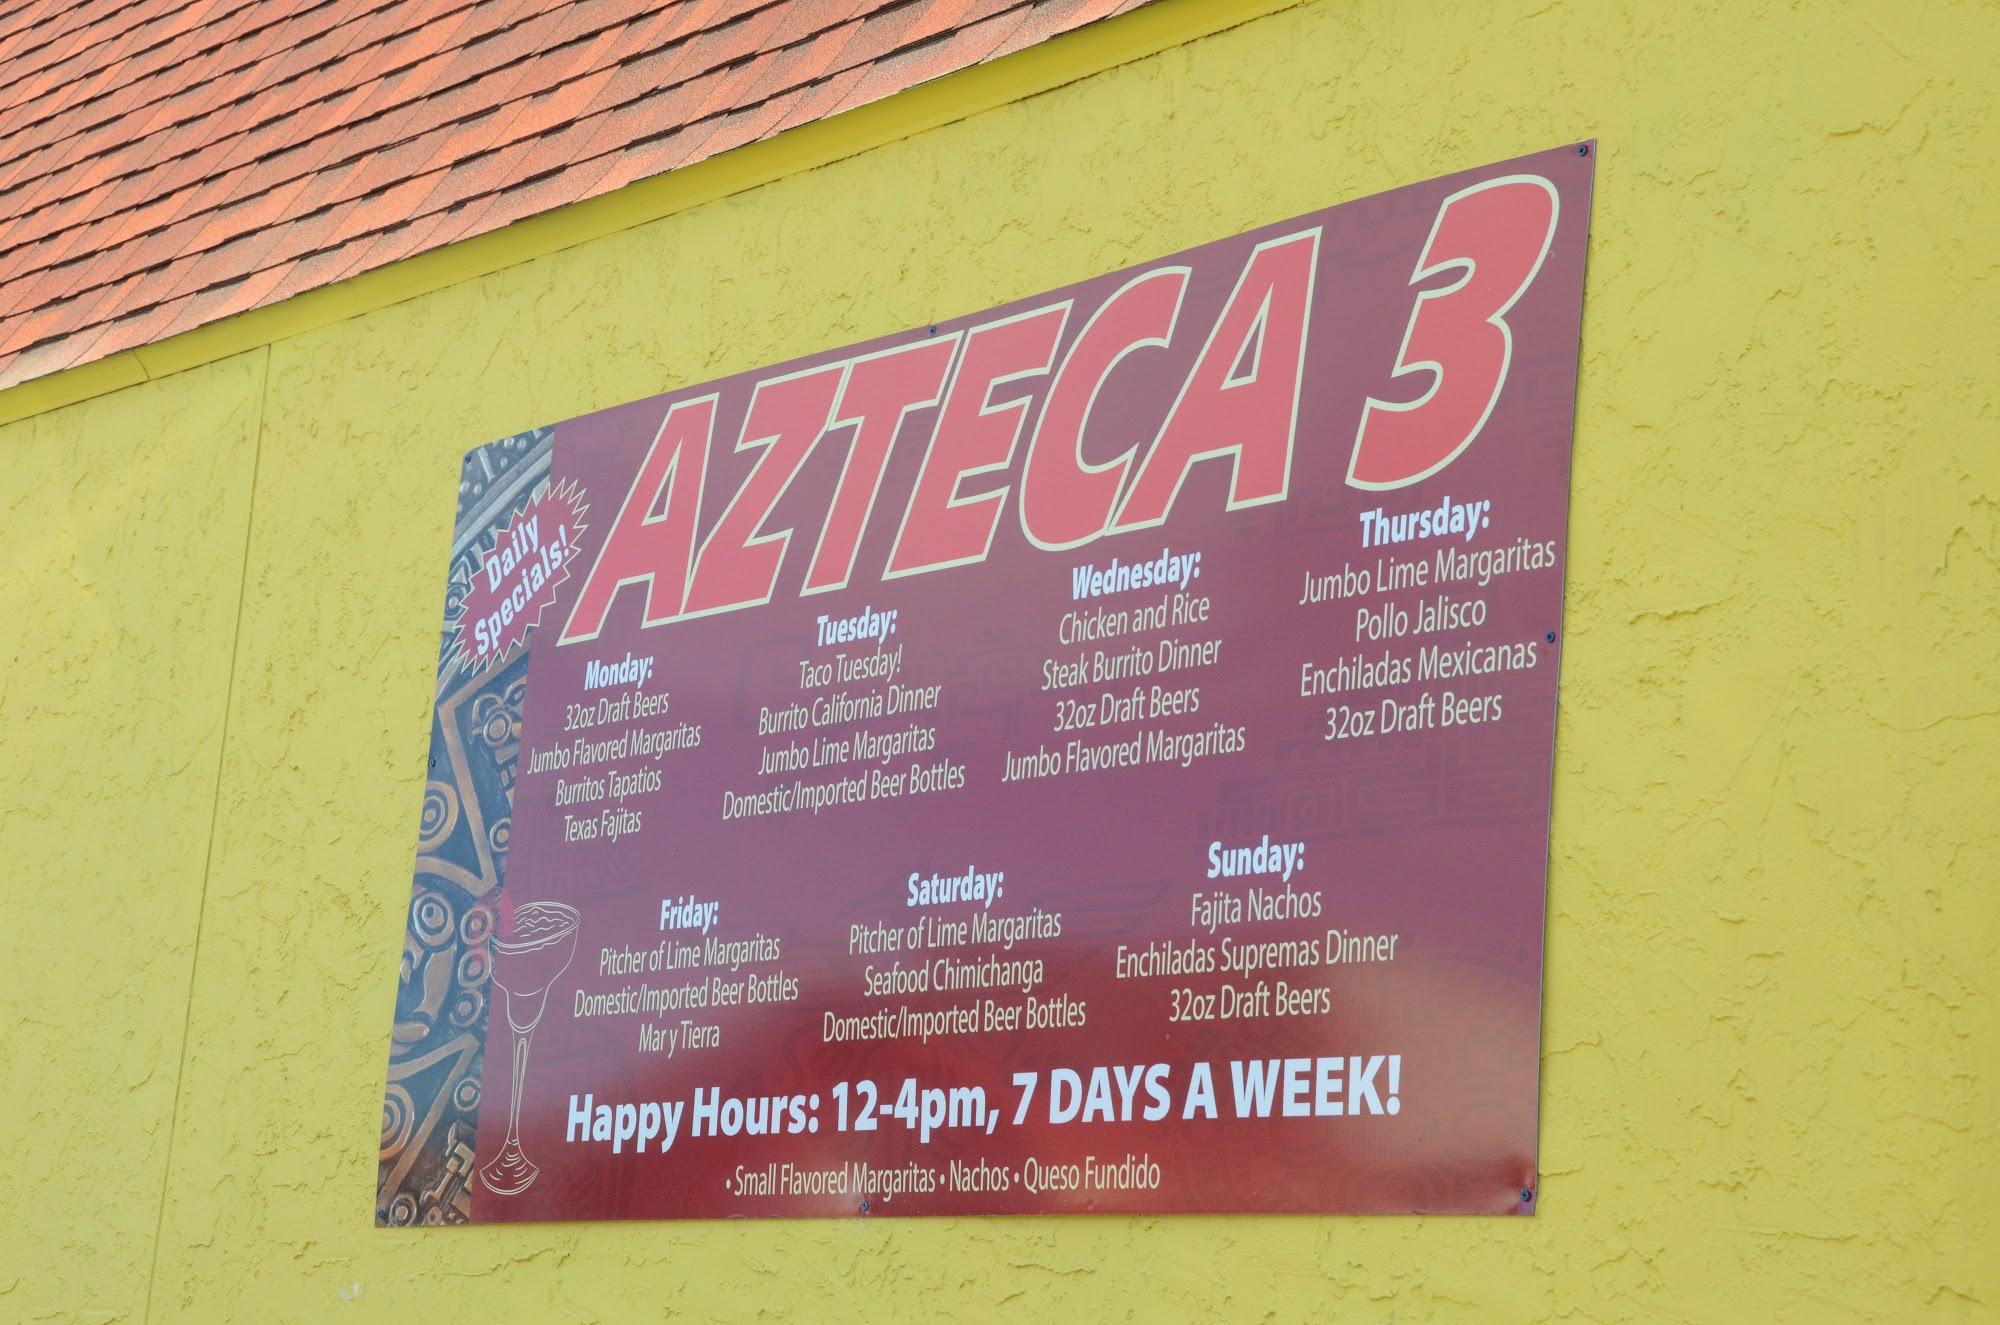 AZTECA 3
Daily
Specials!
Monday:
32oz Draft Beers
Jumbo Flavored Margaritas
Burritos Tapatios
Texas Fajitas
Tuesday:
Taco Tuesday!
Burrito California Dinner
Jumbo Lime Margaritas
Domestic/Imported Beer Bottles
Wednesday:
Chicken and Rice
Steak Burrito Dinner
32oz Draft Beers
Jumbo Flavored Margaritas
Thursday:
Jumbo Lime Margaritas
Pollo Jalisco
Enchiladas Mexicanas
32oz Draft Beers
Friday:
Pitcher of Lime Margaritas
Domestic/Imported Beer Bottles
Mar y Tierra
Saturday:
Pitcher of Lime Margaritas
Seafood Chimichanga
Domestic/Imported Beer Bottles
Sunday:
Fajita Nachos
Enchiladas Supremas Dinner
32oz Draft Beers
Happy Hours: 12-4pm, 7 DAYS A WEEK!
• Small Flavored Margaritas • Nachos • Queso Fundido